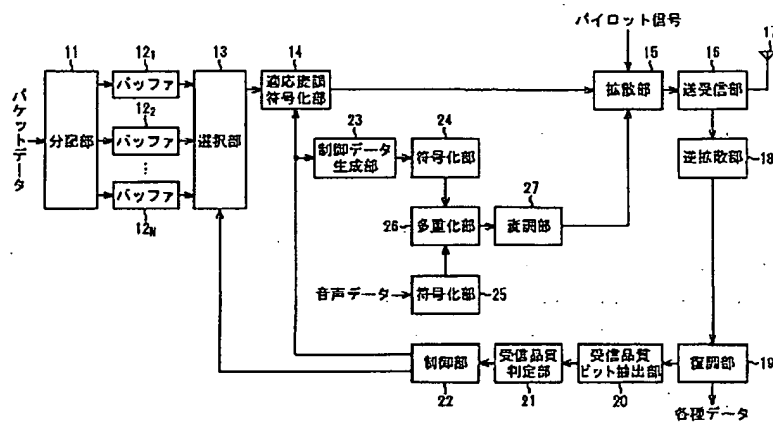 パイロット信号
11
12₁
13
14
15
16
17
パケットデータ
分配部
バッファ
選択部
適応変調
符号化部
拡散部
送受信部
12₂
バッファ
23
24
制御データ
生成部
符号化部
逆拡散部
18
⋮
バッファ
12N
27
26
多重化部
変調部
音声データ
符号化部
25
制御部
受信品質
判定部
受信品質
ビット抽出部
復調部
19
22
21
20
各種データ